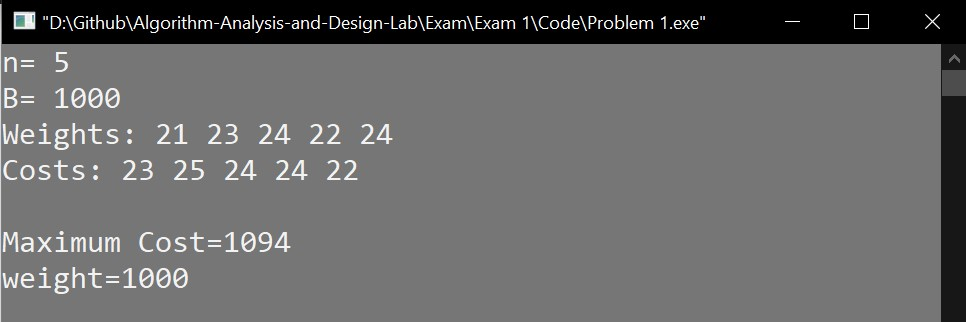 "D:\Github\Algorithm-Analysis-and-Design-Lab\Exam\Exam 1\Code\Problem 1.exe"
n= 5
B= 1000
Weights: 21 23 24 22 24
Costs: 23 25 24 24 22
Maximum Cost=1094
weight=1000